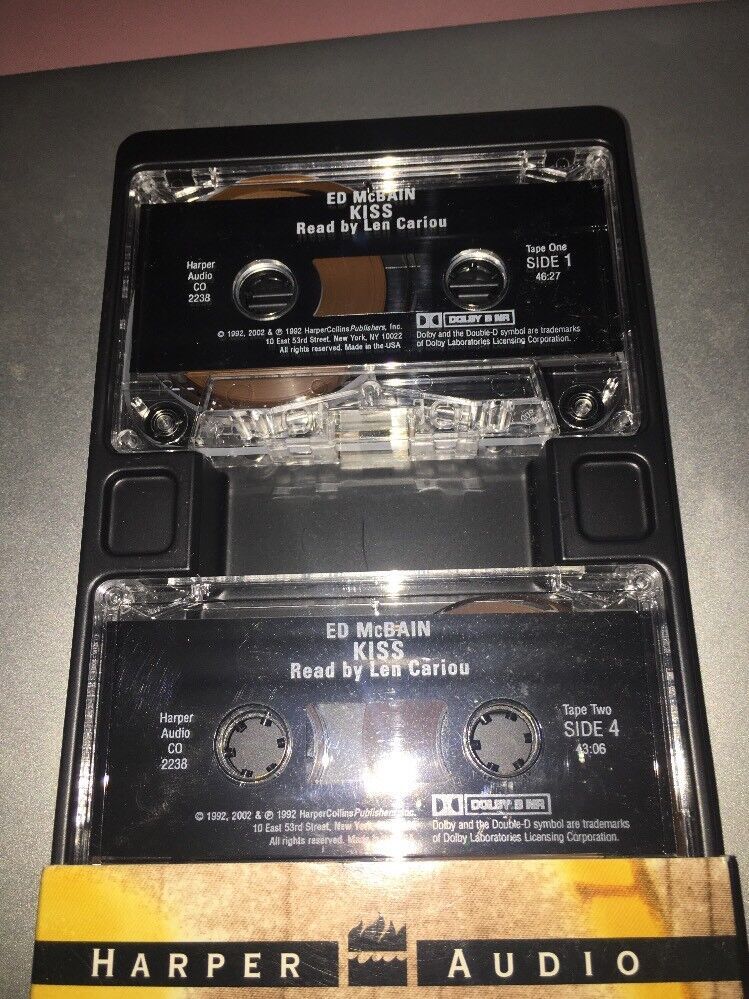 ED McBAIN
KISS
Read by Len Cariou
Harper
Audio
CO
2238
Tape One
SIDE 1
46:27
© 1992, 2002 & ℗ 1992 HarperCollinsPublishers, Inc.
10 East 53rd Street, New York, NY 10022
All rights reserved. Made in the USA
DOLBY B NR
Dolby and the Double-D symbol are trademarks
of Dolby Laboratories Licensing Corporation.
ED McBAIN
KISS
Read by Len Cariou
Harper
Audio
CO
2238
Tape Two
SIDE 4
43:06
© 1992, 2002 & ℗ 1992 HarperCollinsPublishers, Inc.
10 East 53rd Street, New
All rights reserved.
DOLBY B NR
Dolby and the Double-D symbol are trademarks
of Dolby Laboratories Licensing Corporation.
HARPER AUDIO